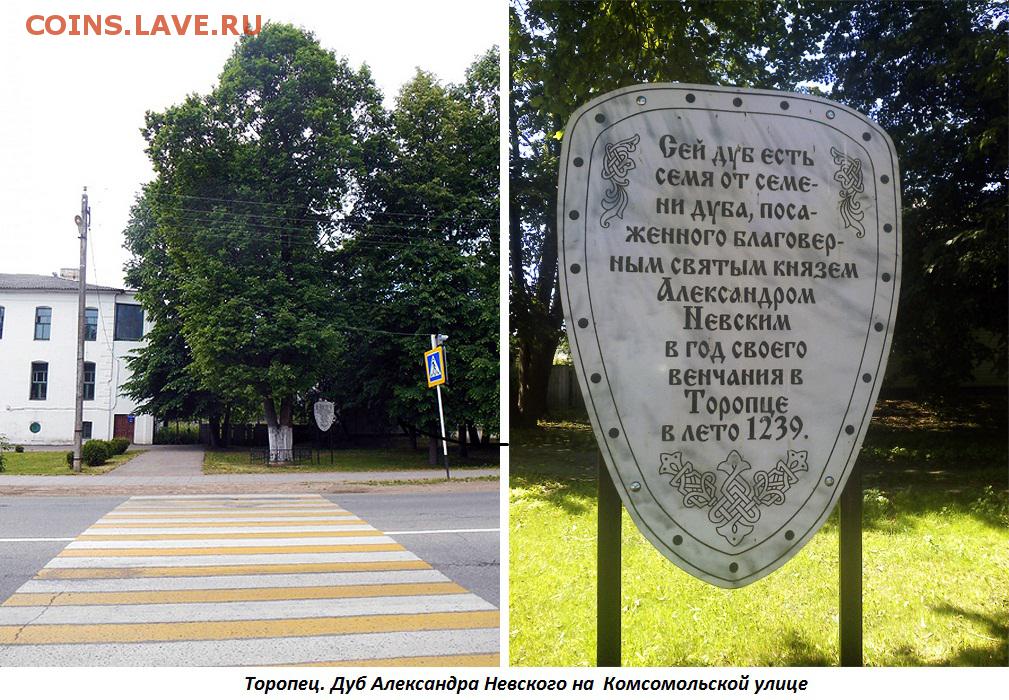 COINS.LAVE.RU
Сей дуб есть
семя от семе-
ни дуба, поса-
женного благовер-
ным святым князем
Александром
Невским
в год своего
венчания в
Торопце
в лето 1239.
Торопец. Дуб Александра Невского на Комсомольской улице